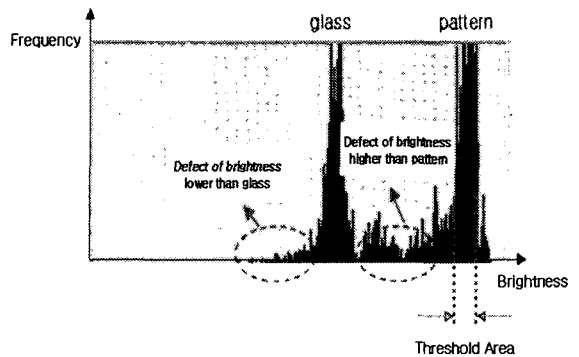 glass pattern
Frequency
Defect of brightness
higher than pattern
Defect of brightness
lower than glass
Brightness
Threshold Area